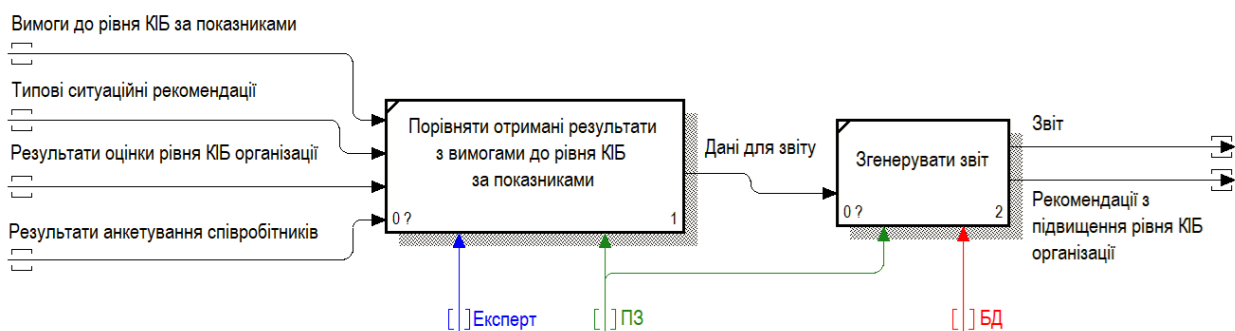 Вимоги до рівня КІБ за показниками
Типові ситуаційні рекомендації
Результати оцінки рівня КІБ організації
Результати анкетування співробітників
Порівняти отримані результати
з вимогами до рівня КІБ
за показниками
0 ?
1
Дані для звіту
Згенерувати звіт
0 ?
2
Звіт
Рекомендації з
підвищення рівня КІБ
організації
Експерт
ПЗ
БД